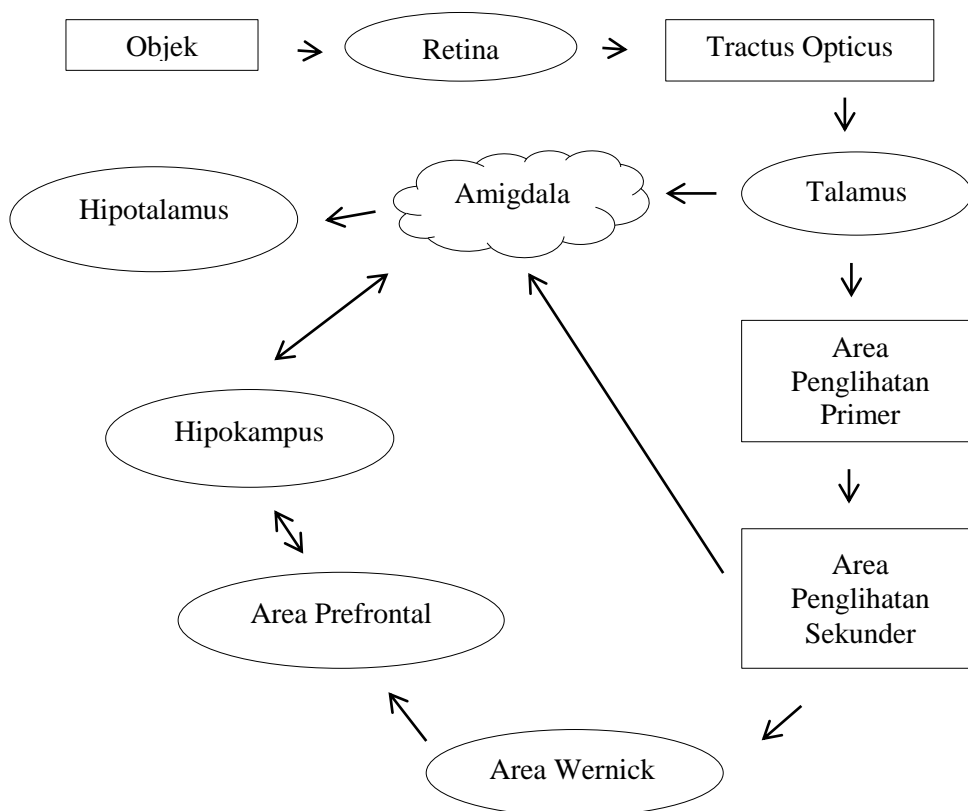 Objek
Retina
Tractus Opticus
Hipotalamus
Amigdala
Talamus
Area
Penglihatan
Primer
Hipokampus
Area
Penglihatan
Sekunder
Area Prefrontal
Area Wernick